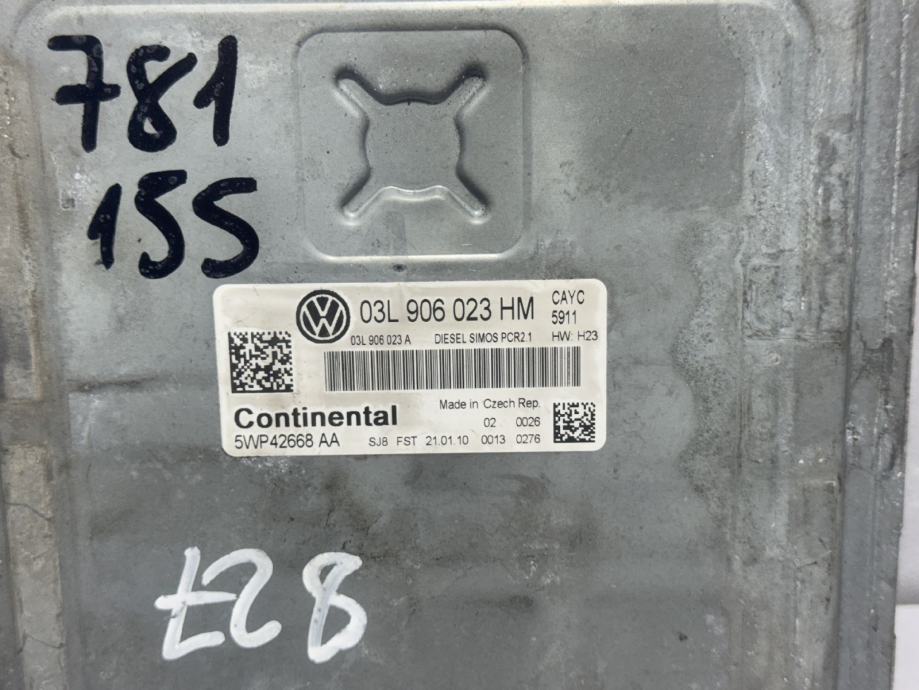 781
155
03L 906 023 HM
CAYC
5911
03L 906 023 A DIESEL SIMOS PCR2.1 HW: H23
Continental
Made in Czech Rep.
02 0026
5WP42668 AA SJ8 FST 21.01.10 0013 0276